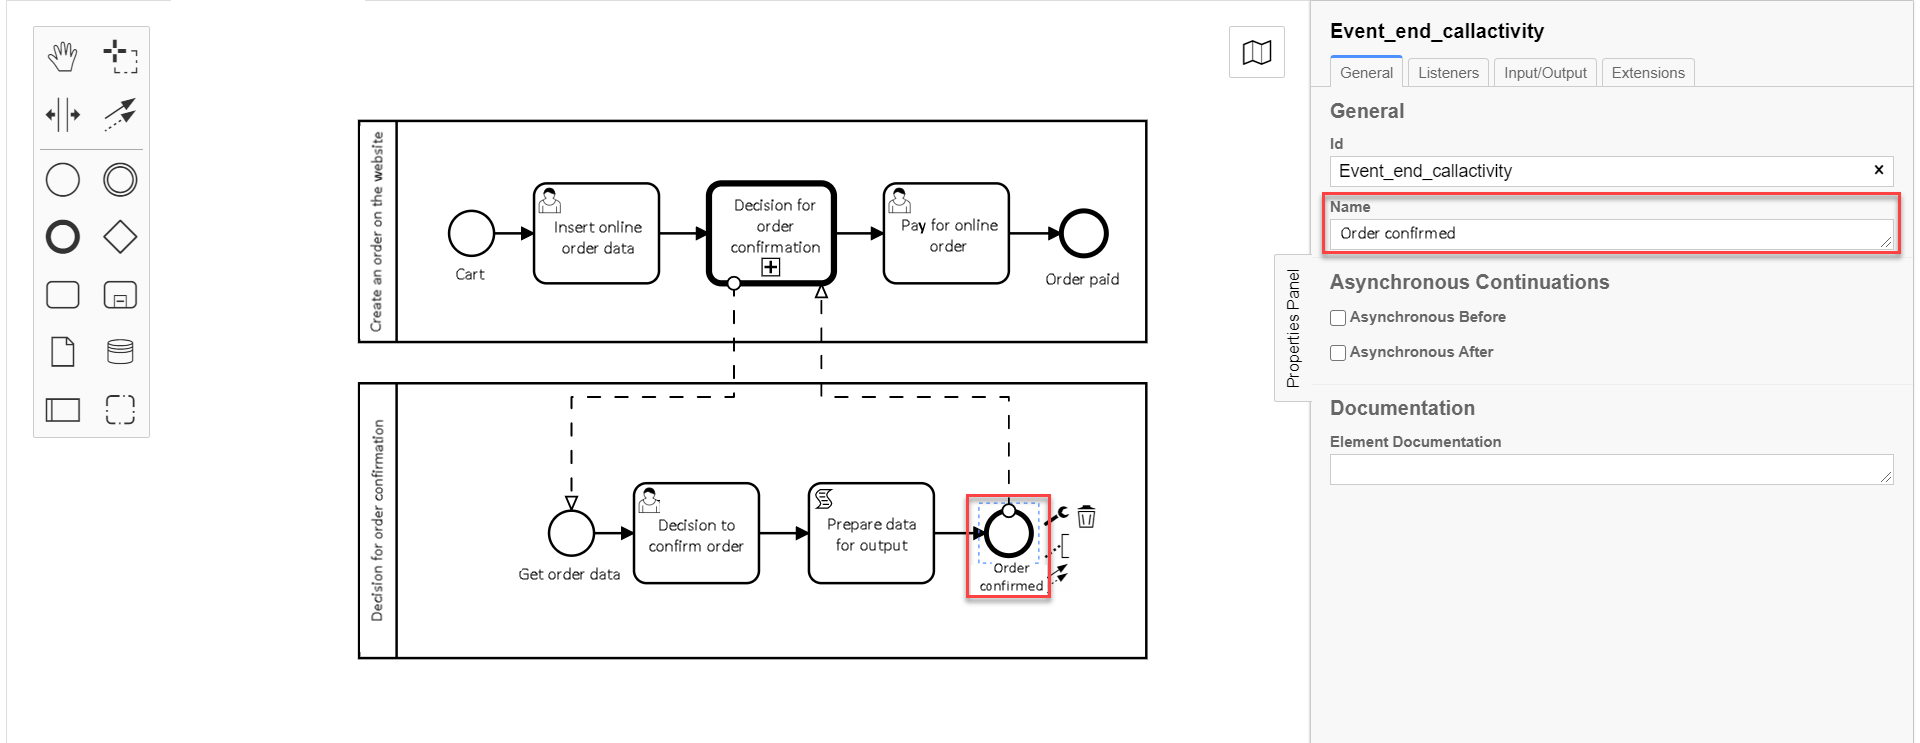 Create an order on the website
Cart
Insert online
order data
Decision for
order
confirmation
Pay for online
order
Order paid
Decision for order confirmation
Get order data
Decision to
confirm order
Prepare data
for output
Order
confirmed
Properties Panel
Event_end_callactivity
General
Listeners
Input/Output
Extensions
General
Id
Event_end_callactivity
Name
Order confirmed
Asynchronous Continuations
Asynchronous Before
Asynchronous After
Documentation
Element Documentation